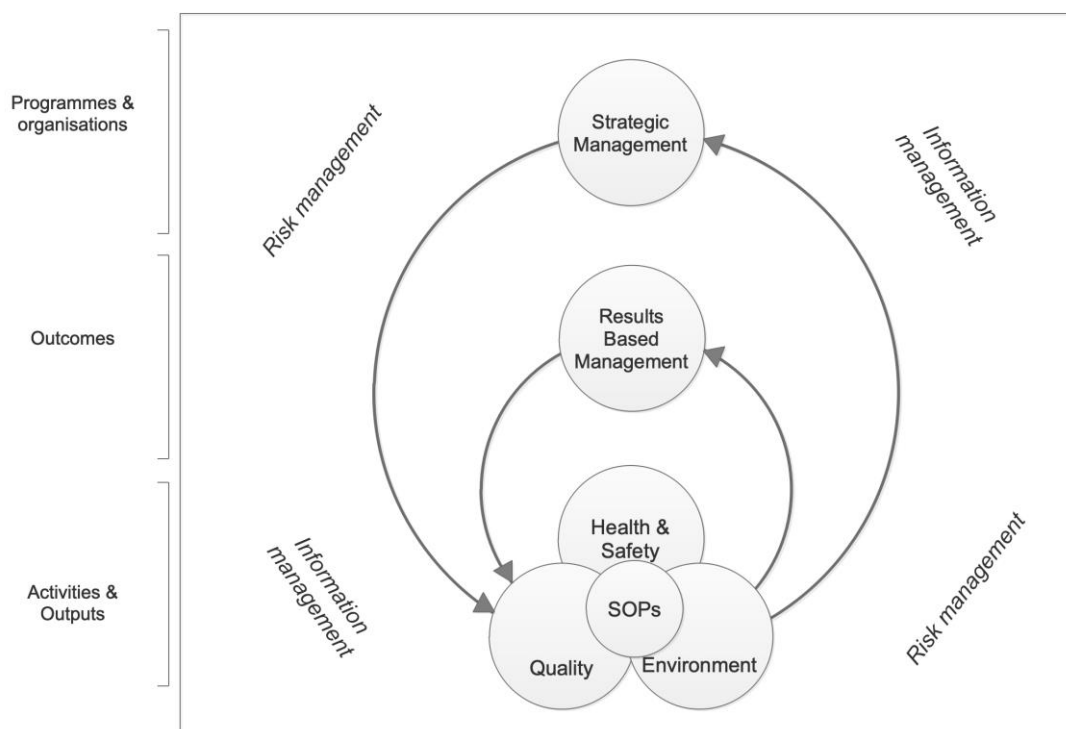 Programmes &
organisations
Strategic
Management
Risk management
Information
management
Outcomes
Results
Based
Management
Activities &
Outputs
Health &
Safety
SOPs
Quality
Environment
Information
management
Risk management